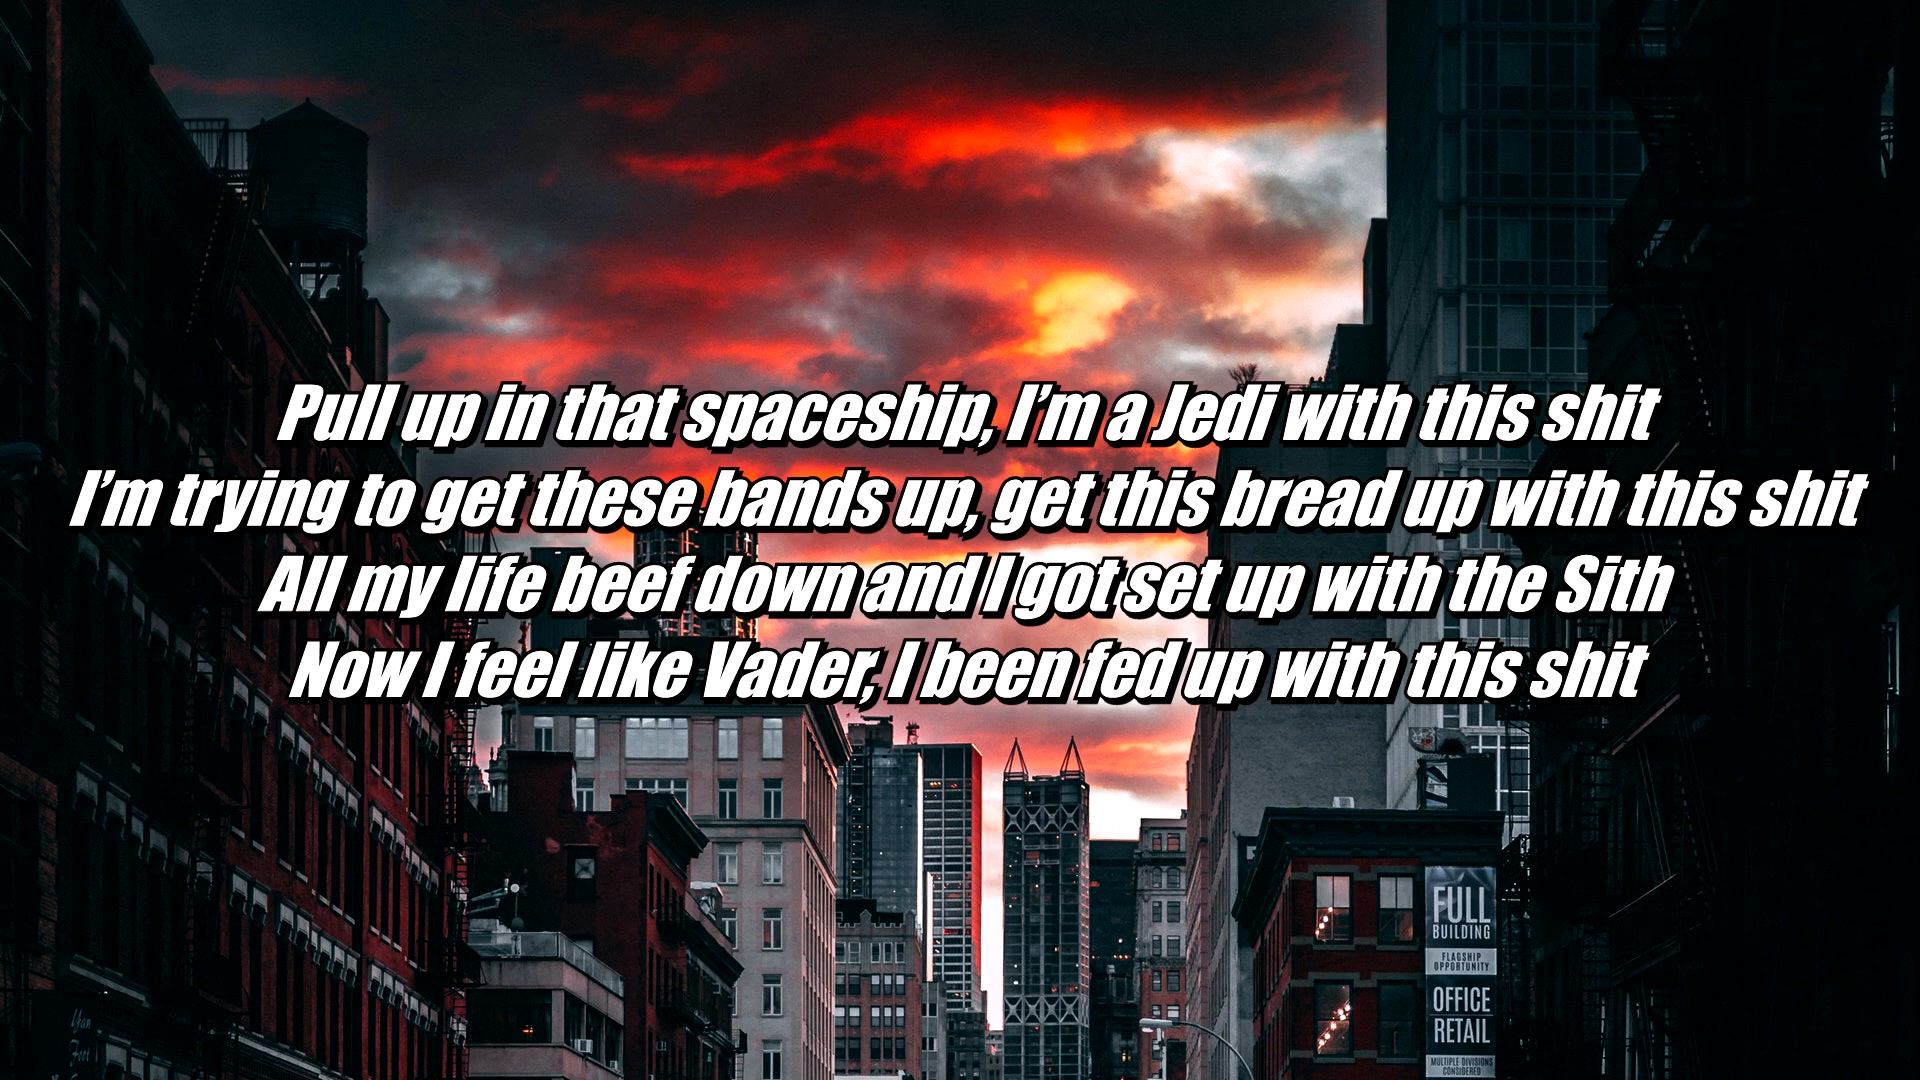 Pull up in that spaceship, I’m a Jedi with this shit
I’m trying to get these bands up, get this bread up with this shit
All my life beef down and I got set up with the Sith
Now I feel like Vader, I been fed up with this shit
FULL
BUILDING
FLAGSHIP
OPPORTUNITY
OFFICE
RETAIL
MULTIPLE DIVISIONS
CONSIDERED